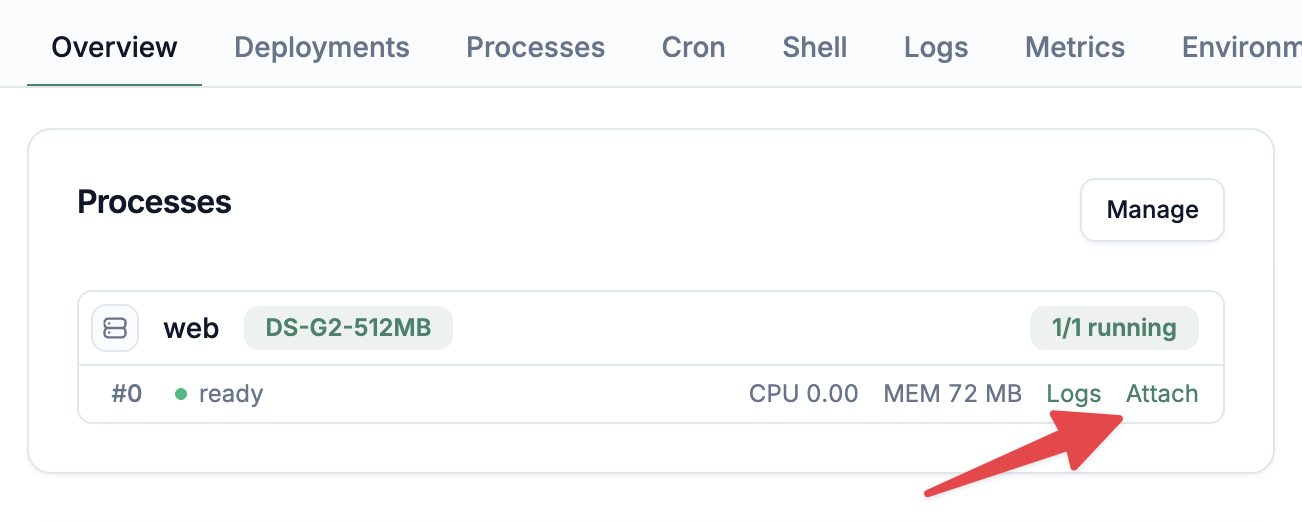 Overview Deployments Processes Cron Shell Logs Metrics Environm
Processes
Manage
web DS-G2-512MB 1/1 running
#0 ready CPU 0.00 MEM 72 MB Logs Attach